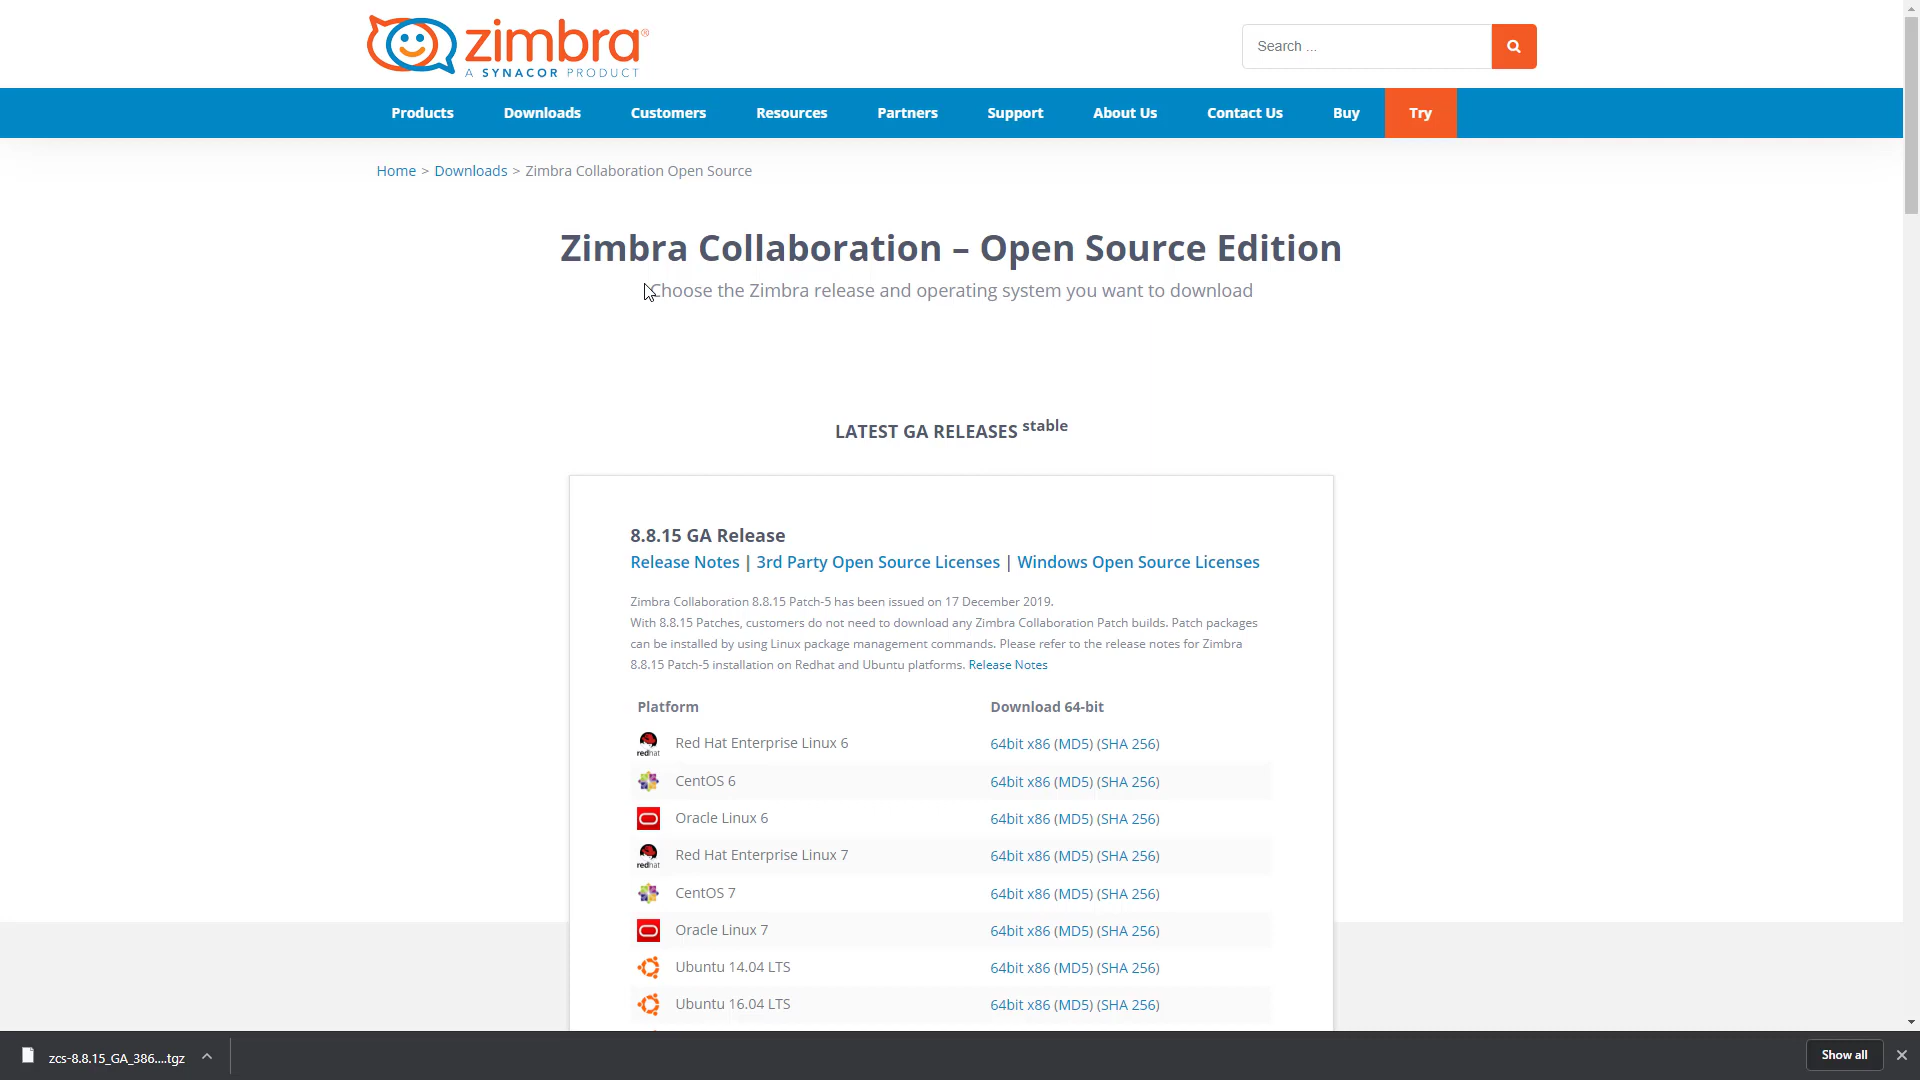 zimbra®
A SYNACOR PRODUCT
Search ...
Products Downloads Customers Resources Partners Support About Us Contact Us Buy Try
Home > Downloads > Zimbra Collaboration Open Source
Zimbra Collaboration – Open Source Edition
Choose the Zimbra release and operating system you want to download
LATEST GA RELEASES stable
8.8.15 GA Release
Release Notes | 3rd Party Open Source Licenses | Windows Open Source Licenses
Zimbra Collaboration 8.8.15 Patch-5 has been issued on 17 December 2019.
With 8.8.15 Patches, customers do not need to download any Zimbra Collaboration Patch builds. Patch packages
can be installed by using Linux package management commands. Please refer to the release notes for Zimbra
8.8.15 Patch-5 installation on Redhat and Ubuntu platforms. Release Notes
Platform Download 64-bit
redhat Red Hat Enterprise Linux 6 64bit x86 (MD5) (SHA 256)
CentOS 6 64bit x86 (MD5) (SHA 256)
Oracle Linux 6 64bit x86 (MD5) (SHA 256)
redhat Red Hat Enterprise Linux 7 64bit x86 (MD5) (SHA 256)
CentOS 7 64bit x86 (MD5) (SHA 256)
Oracle Linux 7 64bit x86 (MD5) (SHA 256)
Ubuntu 14.04 LTS 64bit x86 (MD5) (SHA 256)
Ubuntu 16.04 LTS 64bit x86 (MD5) (SHA 256)
zcs-8.8.15_GA_386....tgz Show all